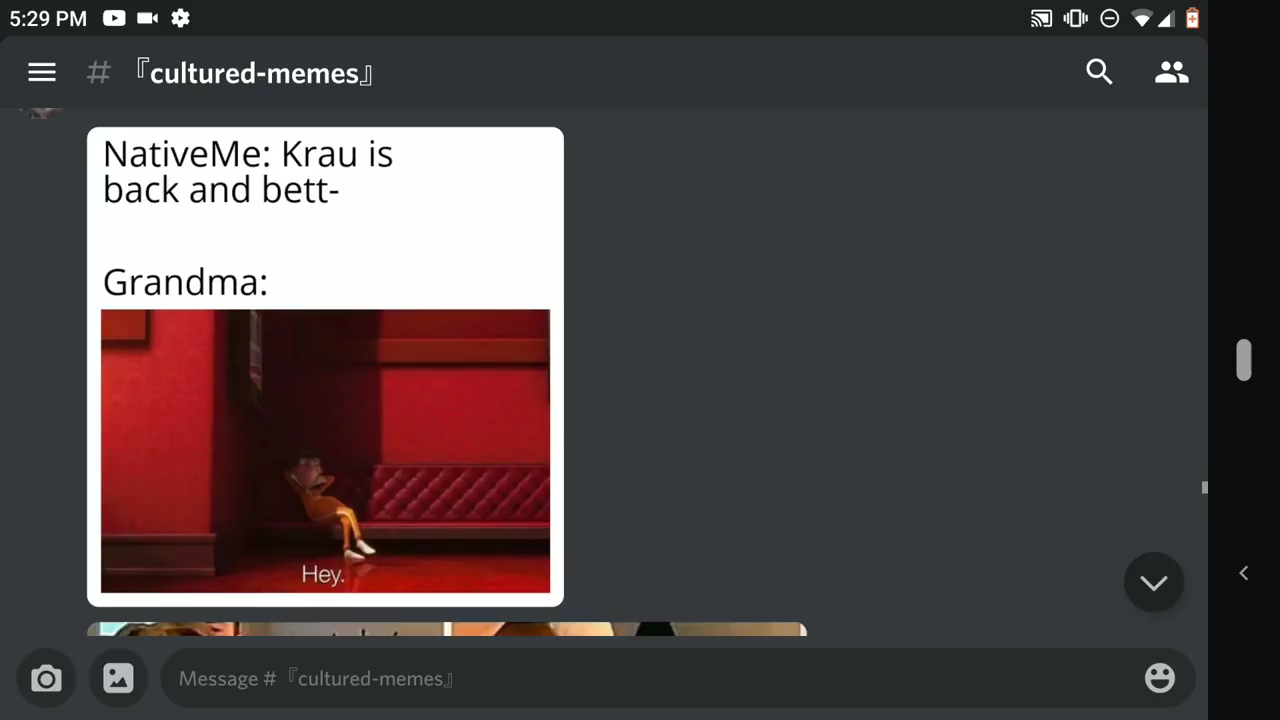 5:29 PM
# 『cultured-memes』
NativeMe: Krau is
back and bett-
Grandma:
Hey.
Message # 『cultured-memes』